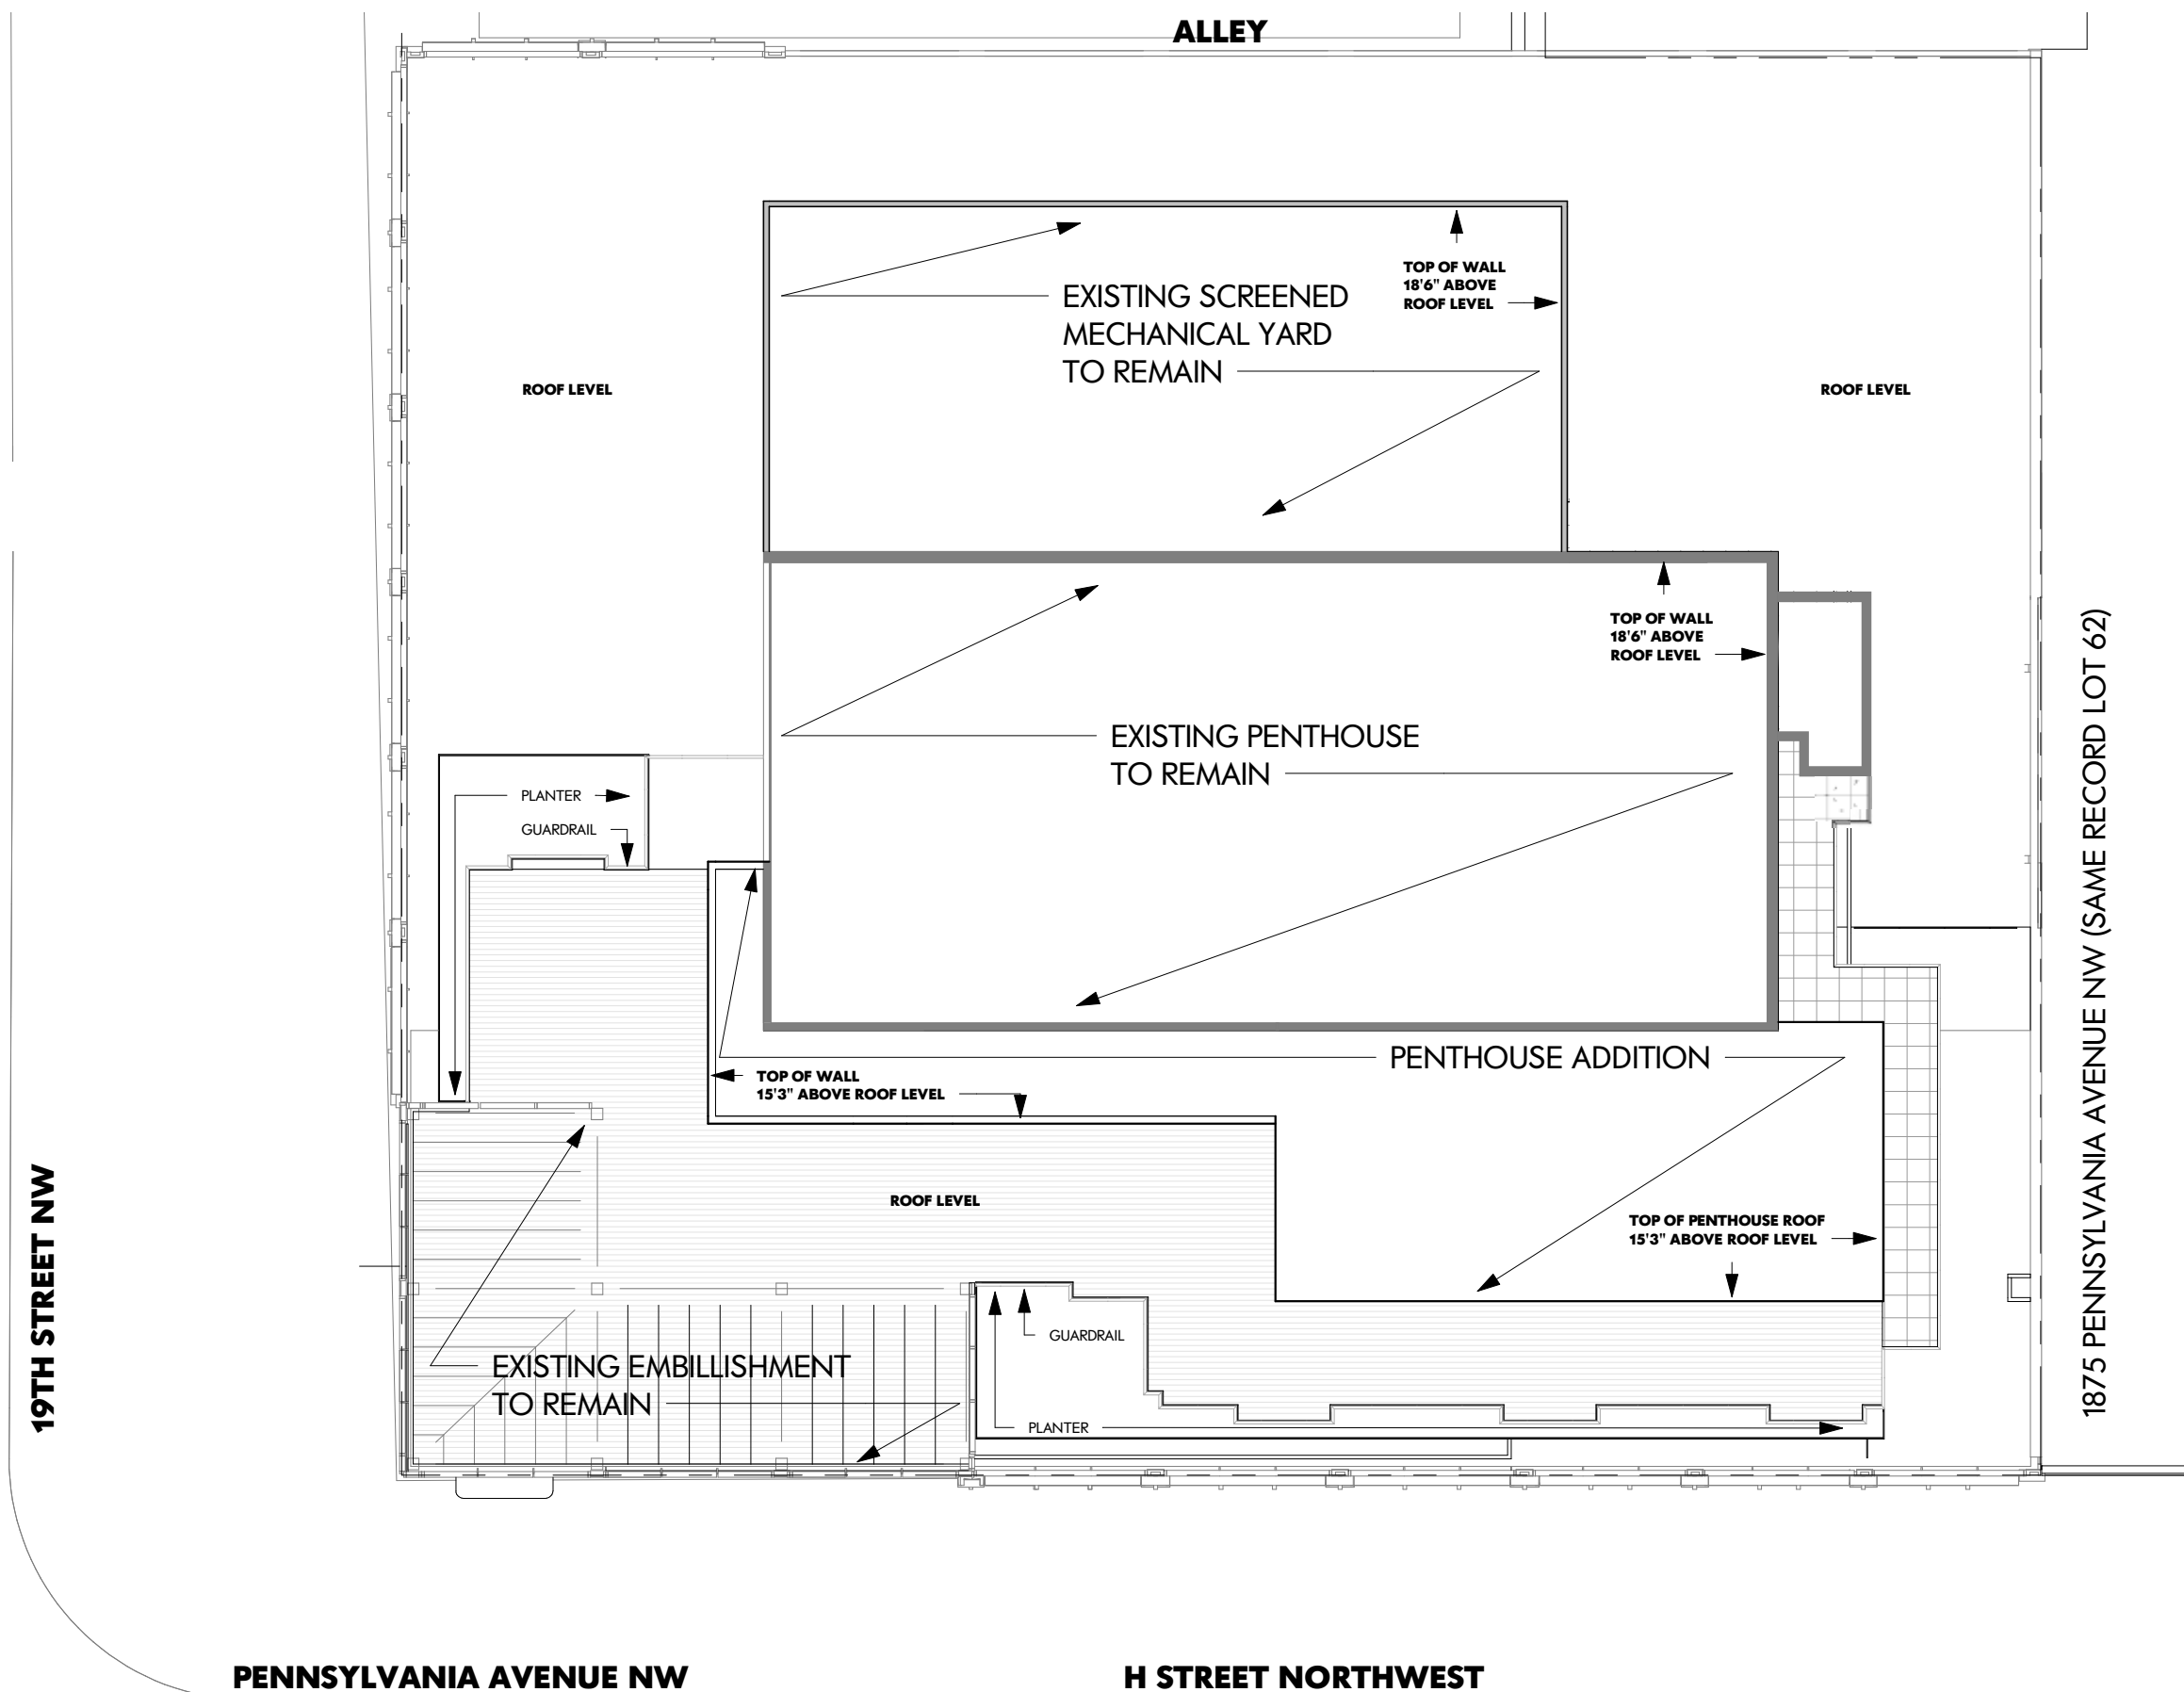 ALLEY
EXISTING SCREENED
MECHANICAL YARD
TO REMAIN
TOP OF WALL
18'6" ABOVE
ROOF LEVEL
ROOF LEVEL
ROOF LEVEL
TOP OF WALL
18'6" ABOVE
ROOF LEVEL
EXISTING PENTHOUSE
TO REMAIN
PLANTER
GUARDRAIL
PENTHOUSE ADDITION
TOP OF WALL
15'3" ABOVE ROOF LEVEL
ROOF LEVEL
TOP OF PENTHOUSE ROOF
15'3" ABOVE ROOF LEVEL
GUARDRAIL
EXISTING EMBILLISHMENT
TO REMAIN
PLANTER
19TH STREET NW
1875 PENNSYLVANIA AVENUE NW (SAME RECORD LOT 62)
PENNSYLVANIA AVENUE NW
H STREET NORTHWEST